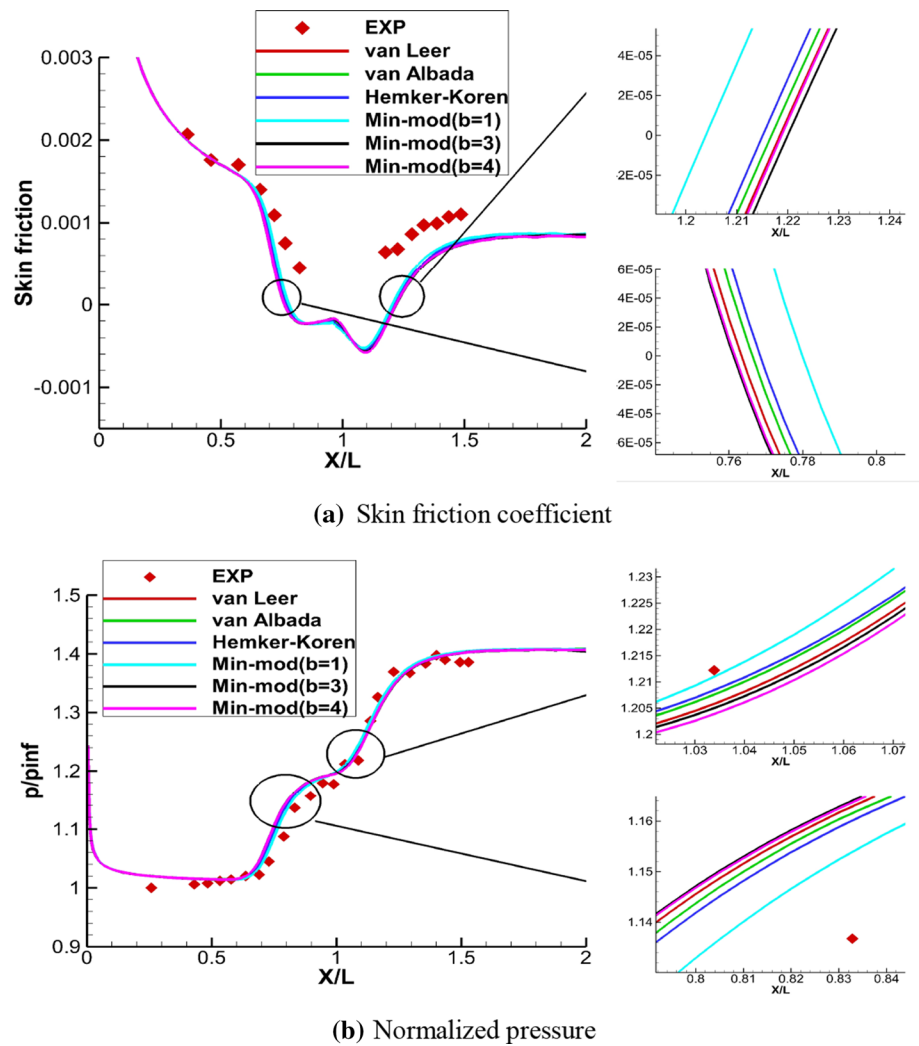 EXP
van Leer
van Albada
Hemker-Koren
Min-mod(b=1)
Min-mod(b=3)
Min-mod(b=4)
Skin friction
0.003
0.002
0.001
0
-0.001
0 0.5 1 1.5 2
X/L
4E-05
2E-05
0
2E-05
1.2 1.21 1.22 1.23 1.24
X/L
6E-05
4E-05
2E-05
0
2E-05
4E-05
6E-05
0.76 0.78 0.8
X/L
(a) Skin friction coefficient
EXP
van Leer
van Albada
Hemker-Koren
Min-mod(b=1)
Min-mod(b=3)
Min-mod(b=4)
p/pinf
1.5
1.4
1.3
1.2
1.1
1
0.9
0 0.5 1 1.5 2
X/L
1.23
1.225
1.22
1.215
1.21
1.205
1.2
1.03 1.04 1.05 1.06 1.07
X/L
1.16
1.15
1.14
0.8 0.81 0.82 0.83 0.84
X/L
(b) Normalized pressure